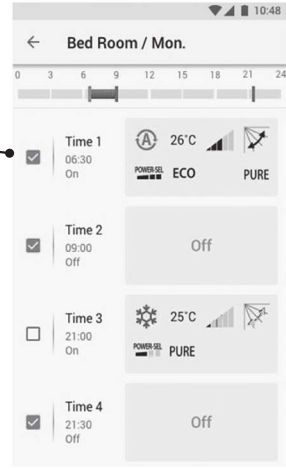 10:48
Bed Room / Mon.
0 3 6 9 12 15 18 21 24
Time 1
06:30
On
A 26°C
POWER-SEL ECO PURE
Time 2
09:00
Off
Off
Time 3
21:00
On
25°C
POWER-SEL PURE
Time 4
21:30
Off
Off